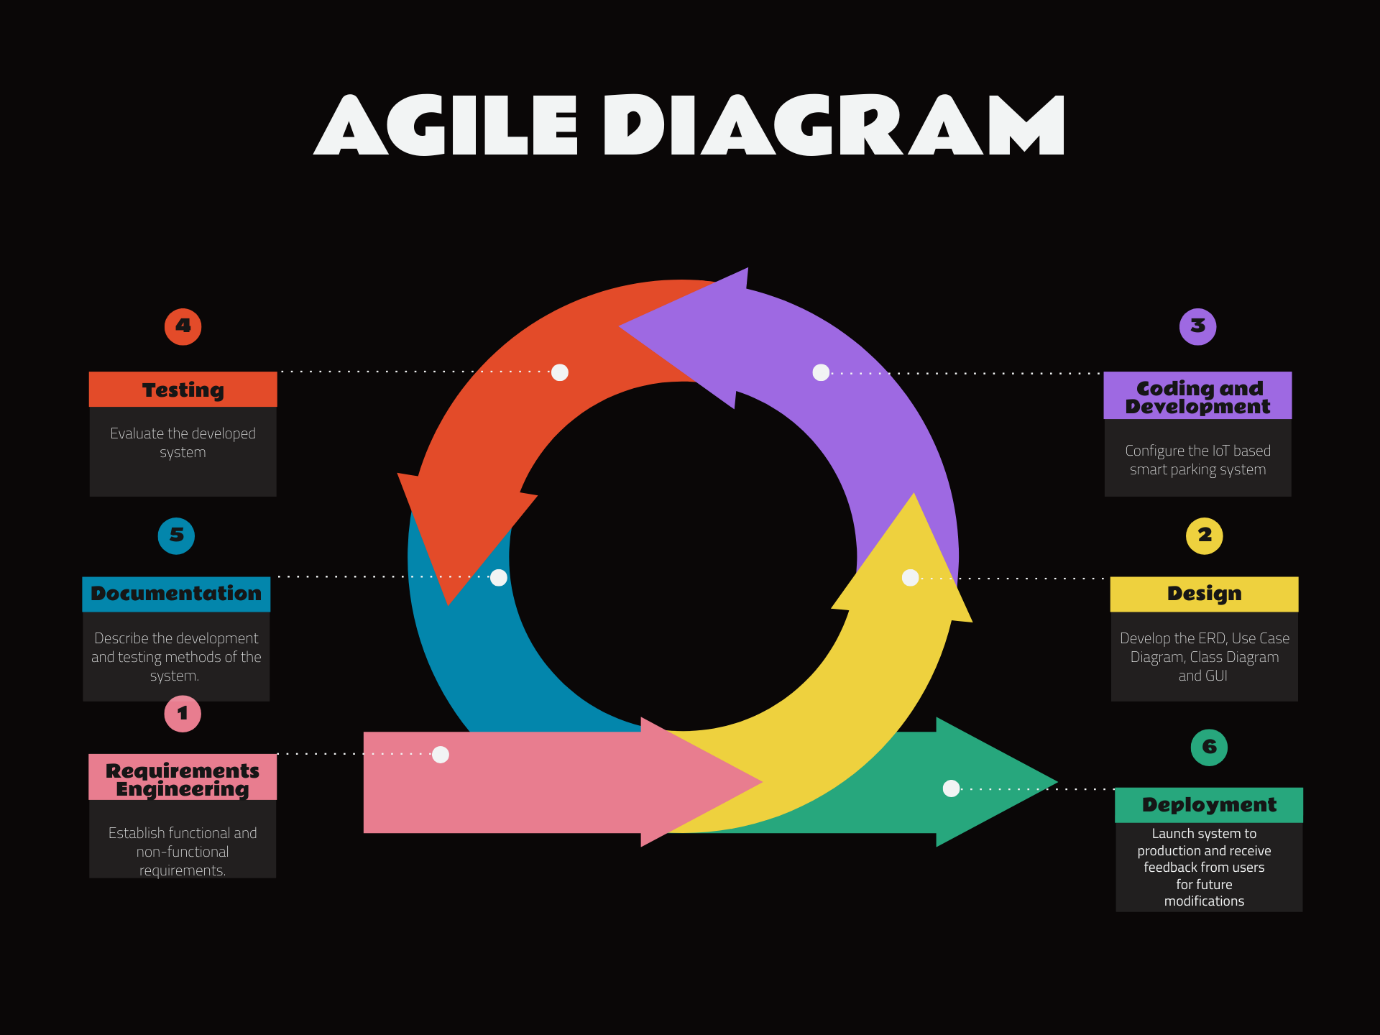 AGILE DIAGRAM
4
Testing
Evaluate the developed
system
5
Documentation
Describe the development
and testing methods of the
system.
1
Requirements
Engineering
Establish functional and
non-functional
requirements.
3
Coding and
Development
Configure the IoT based
smart parking system
2
Design
Develop the ERD, Use Case
Diagram, Class Diagram
and GUI
6
Deployment
Launch system to
production and receive
feedback from users
for future
modifications